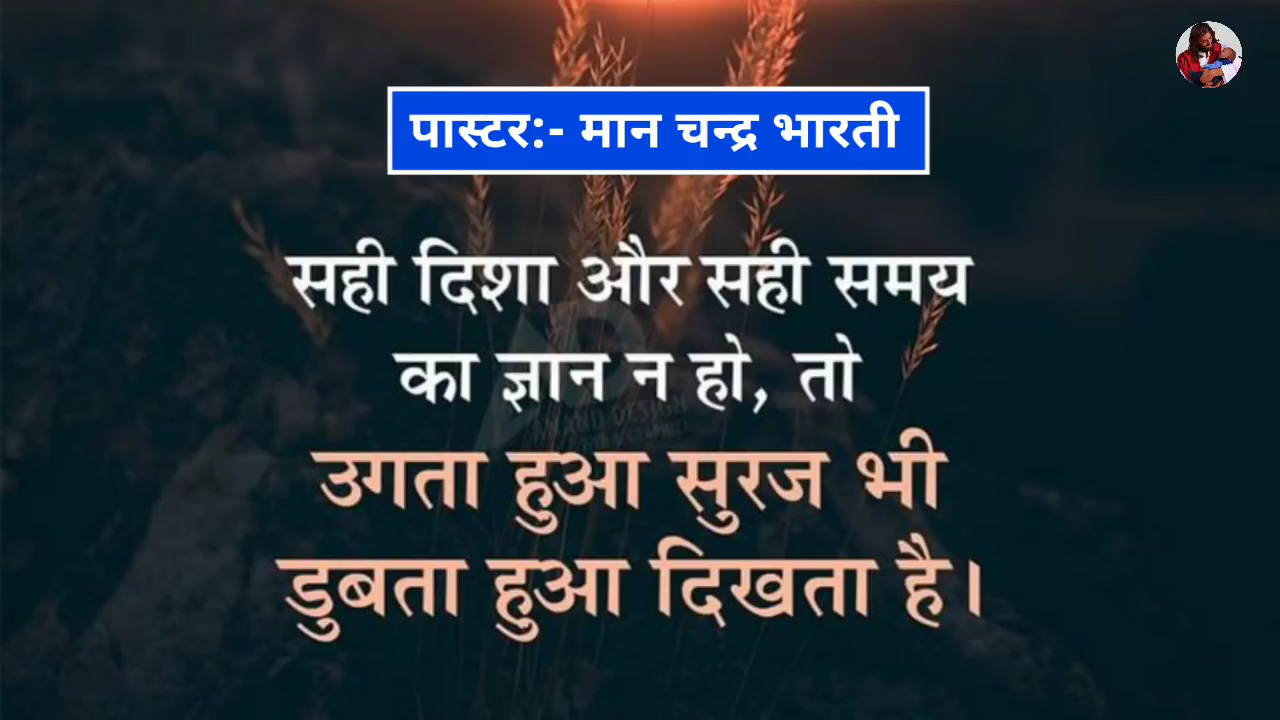 पास्टर:- मान चन्द्र भारती
सही दिशा और सही समय
का ज्ञान न हो, तो
उगता हुआ सुरज भी
डुबता हुआ दिखता है।